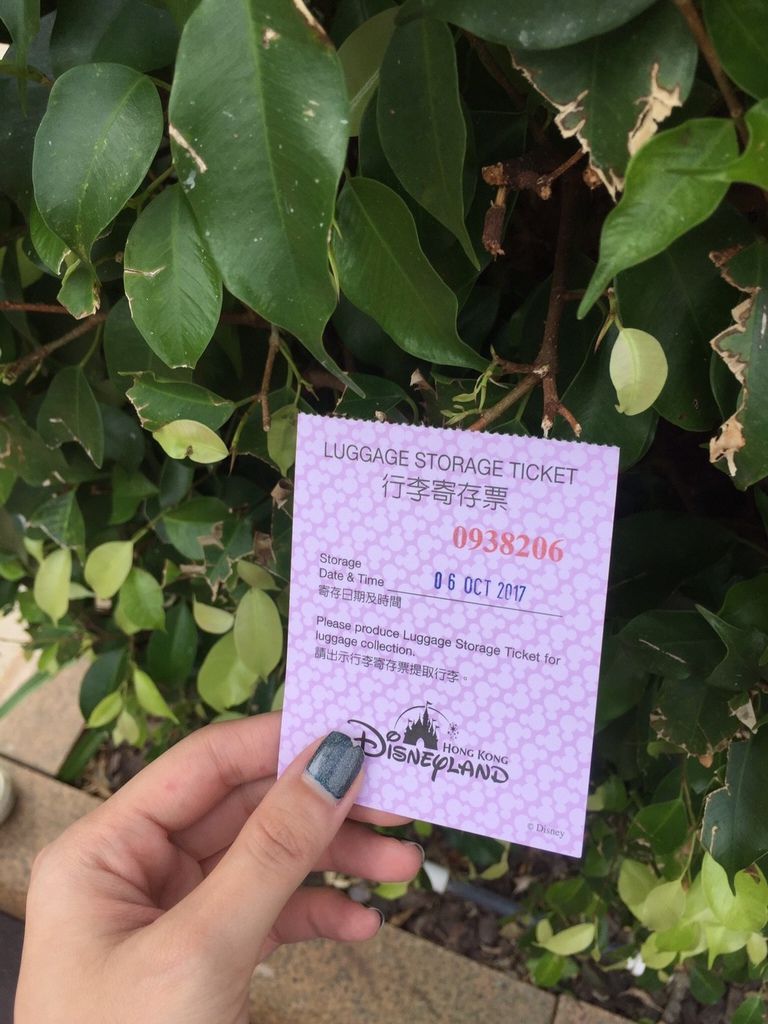 LUGGAGE STORAGE TICKET
行李寄存票
0938206
Storage
Date & Time 06 OCT 2017
寄存日期及時間
Please produce Luggage Storage Ticket for
luggage collection.
請出示行李寄存票提取行李。
HONG KONG
DISNEYLAND
© Disney